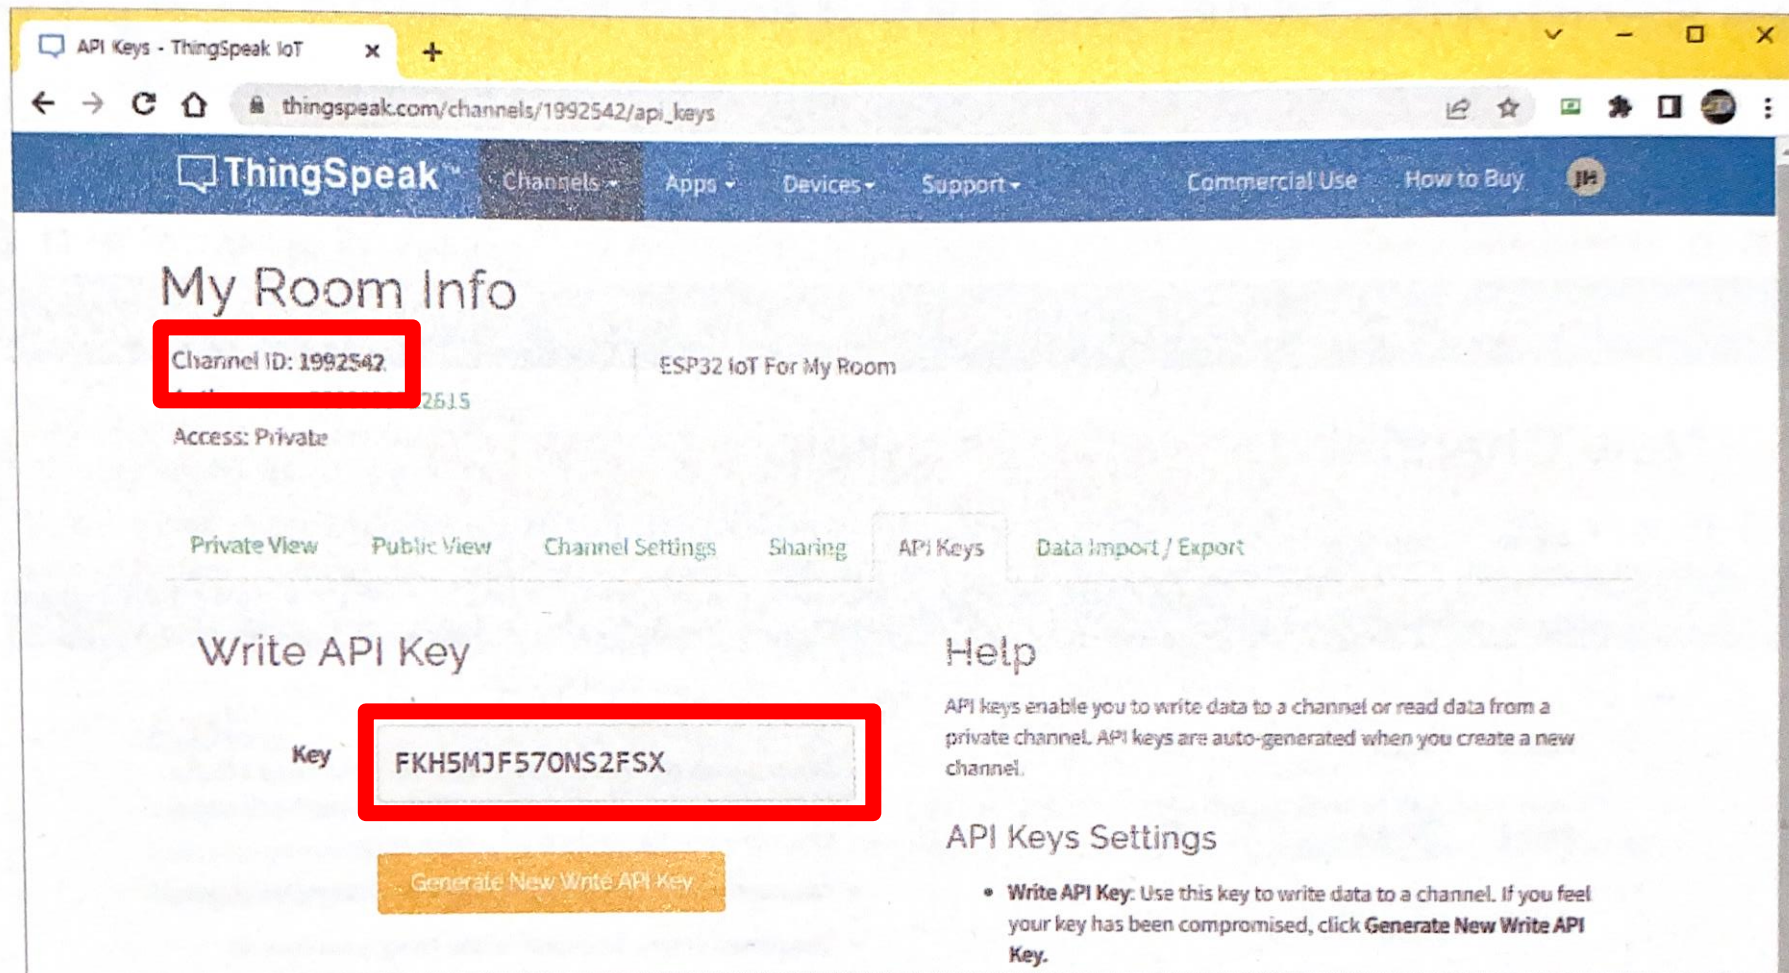 API Keys - ThingSpeak IoT
thingspeak.com/channels/1992542/api_keys
ThingSpeak™ Channels Apps Devices Support Commercial Use How to Buy JH
My Room Info
Channel ID: 1992542 ESP32 IoT For My Room
2615
Access: Private
Private View Public View Channel Settings Sharing API Keys Data Import / Export
Write API Key
Key FKH5MJF57ONS2FSX
Generate New Write API Key
Help
API keys enable you to write data to a channel or read data from a
private channel. API keys are auto-generated when you create a new
channel.
API Keys Settings
• Write API Key: Use this key to write data to a channel. If you feel
your key has been compromised, click Generate New Write API
Key.